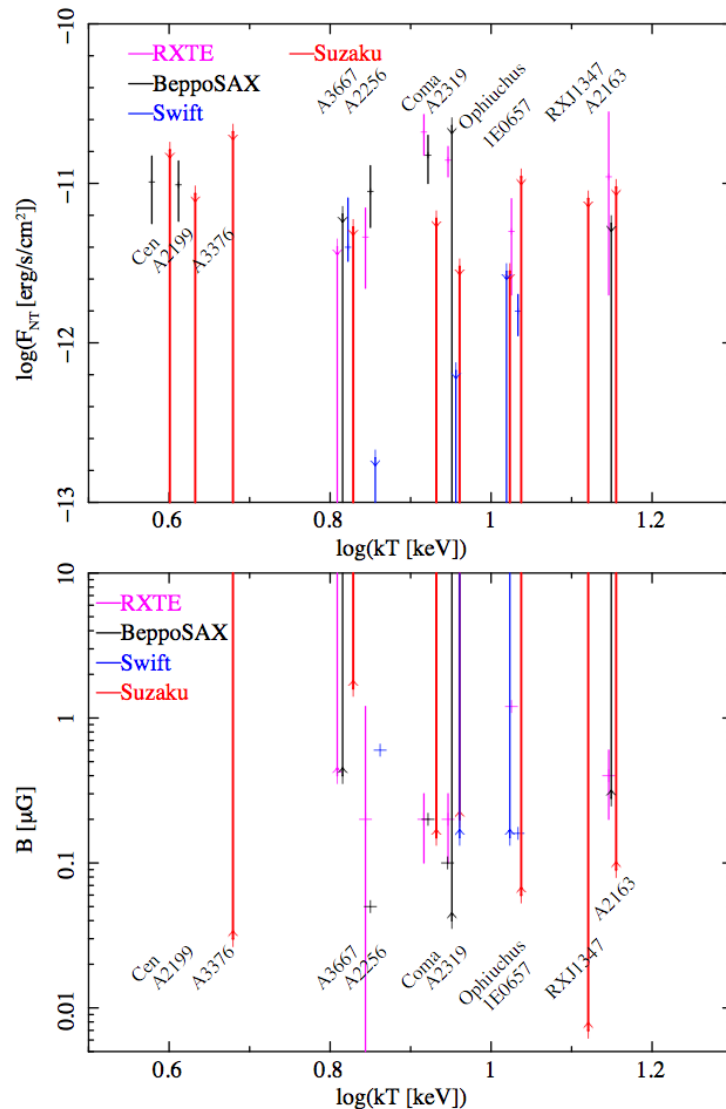 −10
RXTE
Suzaku
BeppoSAX
Swift
A3667
A2256
Coma
A2319
Ophiuchus
1E0657
RXJ1347
A2163
−11
Cen
A2199
A3376
log(F_NT [erg/s/cm²])
−12
−13
0.6 0.8 1 1.2
log(kT [keV])
10
RXTE
BeppoSAX
Swift
Suzaku
1
B [μG]
0.1
Cen
A2199
A3376
A3667
A2256
Coma
A2319
Ophiuchus
1E0657
RXJ1347
A2163
0.01
0.6 0.8 1 1.2
log(kT [keV])